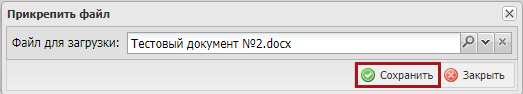 Прикрепить файл
Файл для загрузки: Тестовый документ №2.docx
Сохранить Закрыть